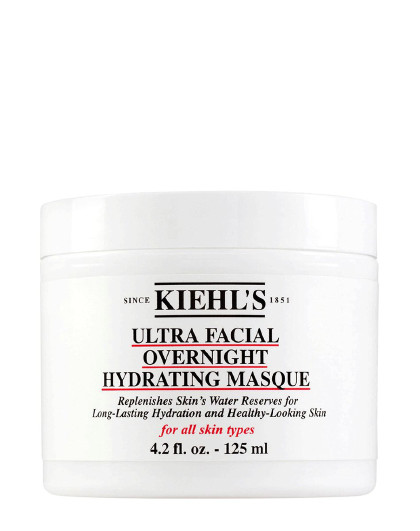 SINCE KIEHL'S 1851
ULTRA FACIAL
OVERNIGHT
HYDRATING MASQUE
Replenishes Skin's Water Reserves for
Long-Lasting Hydration and Healthy-Looking Skin
for all skin types
4.2 fl. oz. - 125 ml